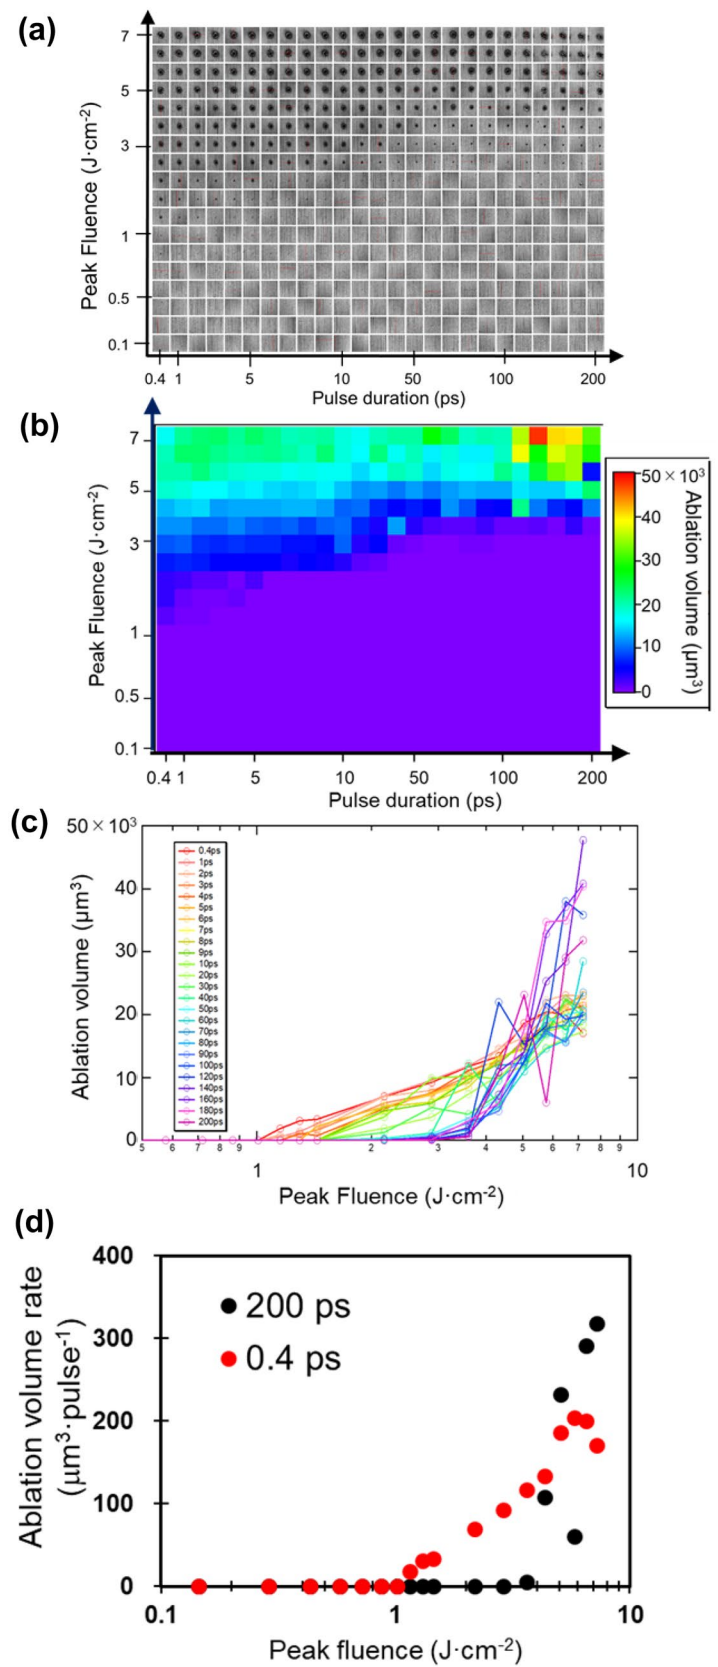 (a)
7
5
3
1
0.5
0.1
Peak Fluence (J·cm-2)
0.4 1 5 10 50 100 200
Pulse duration (ps)
(b)
7
5
3
1
0.5
0.1
Peak Fluence (J·cm-2)
0.4 1 5 10 50 100 200
Pulse duration (ps)
50 × 10³
40
30
20
10
0
Ablation volume (μm³)
(c)
50 × 10³
40
30
20
10
0
Ablation volume (μm³)
0.4ps
1ps
2ps
3ps
4ps
5ps
6ps
7ps
8ps
9ps
10ps
20ps
30ps
40ps
50ps
60ps
70ps
80ps
90ps
100ps
120ps
140ps
160ps
180ps
200ps
5 6 7 8 9 2 3 4 5 6 7 8 9
1 10
Peak Fluence (J·cm-2)
(d)
400
300
200
100
0
Ablation volume rate
(μm³·pulse-1)
200 ps
0.4 ps
0.1 1 10
Peak fluence (J·cm-2)